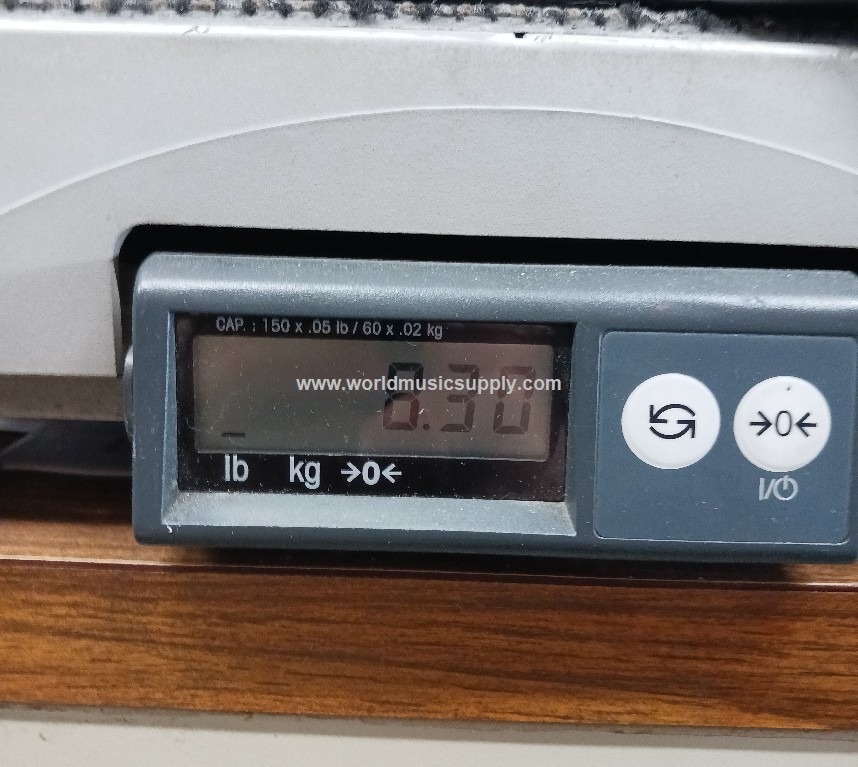 CAP. : 150 x .05 lb / 60 x .02 kg
www.worldmusicsupply.com
8.30
lb kg →0←
→0←
I/⏻